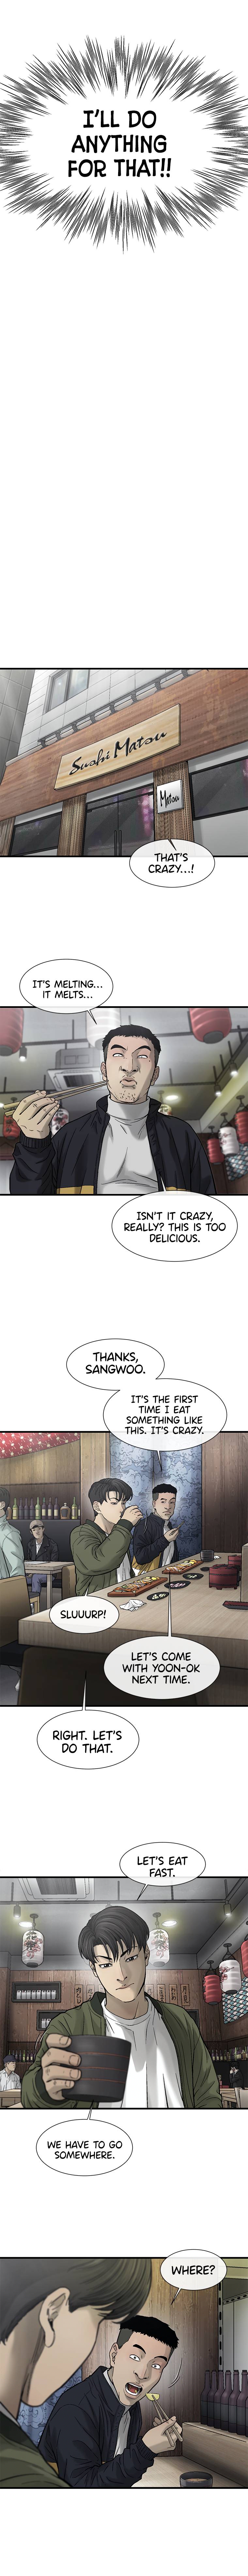 I'LL DO
ANYTHING
FOR THAT!!
Sushi Matsu
Matsu
THAT'S
CRAZY...!
IT'S MELTING...
IT MELTS...
ISN'T IT CRAZY,
REALLY? THIS IS TOO
DELICIOUS.
THANKS,
SANGWOO.
IT'S THE FIRST
TIME I EAT
SOMETHING LIKE
THIS. IT'S CRAZY.
SLUUURP!
LET'S COME
WITH YOON-OK
NEXT TIME.
RIGHT. LET'S
DO THAT.
LET'S EAT
FAST.
WE HAVE TO GO
SOMEWHERE.
WHERE?